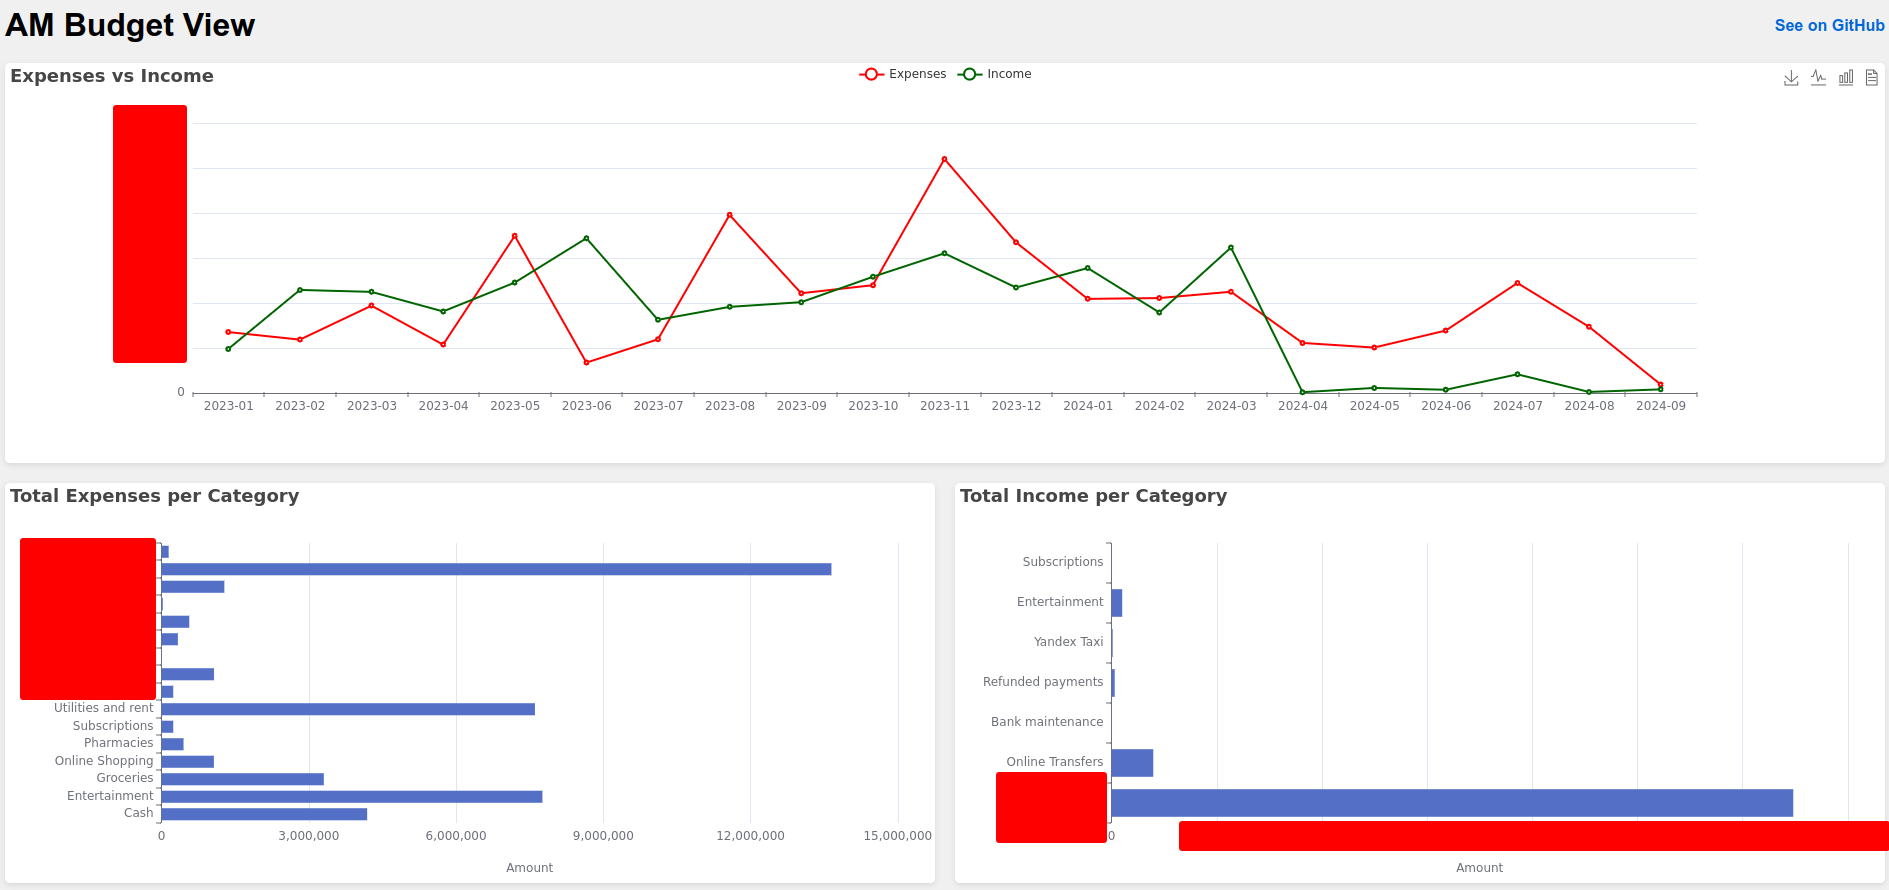 AM Budget View
See on GitHub
Expenses vs Income
Expenses
Income
0
2023-01
2023-02
2023-03
2023-04
2023-05
2023-06
2023-07
2023-08
2023-09
2023-10
2023-11
2023-12
2024-01
2024-02
2024-03
2024-04
2024-05
2024-06
2024-07
2024-08
2024-09
Total Expenses per Category
Utilities and rent
Subscriptions
Pharmacies
Online Shopping
Groceries
Entertainment
Cash
0
3,000,000
6,000,000
9,000,000
12,000,000
15,000,000
Amount
Total Income per Category
Subscriptions
Entertainment
Yandex Taxi
Refunded payments
Bank maintenance
Online Transfers
0
Amount